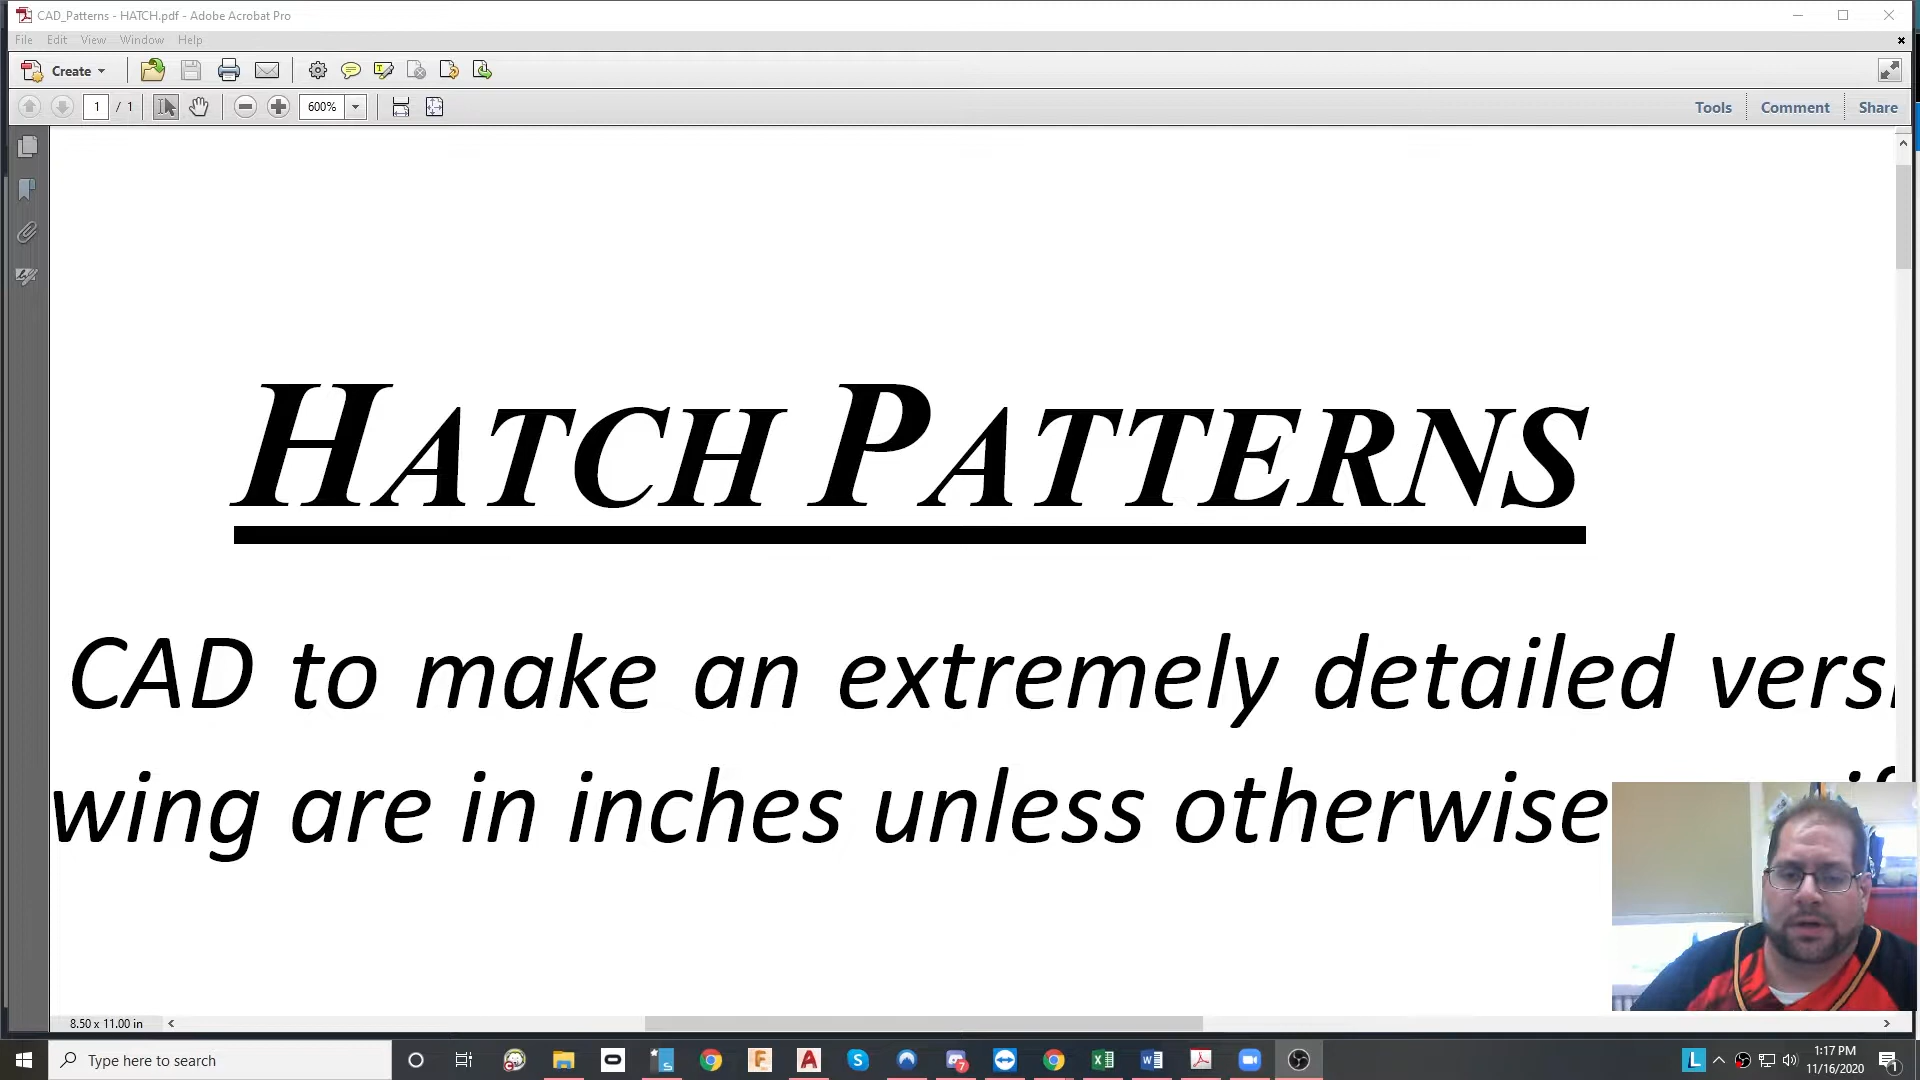 CAD_Patterns - HATCH.pdf - Adobe Acrobat Pro
File Edit View Window Help
Create
1 / 1 600% Tools Comment Share
HATCH PATTERNS
CAD to make an extremely detailed versi
wing are in inches unless otherwise
8.50 x 11.00 in
Type here to search
1:17 PM
11/16/2020